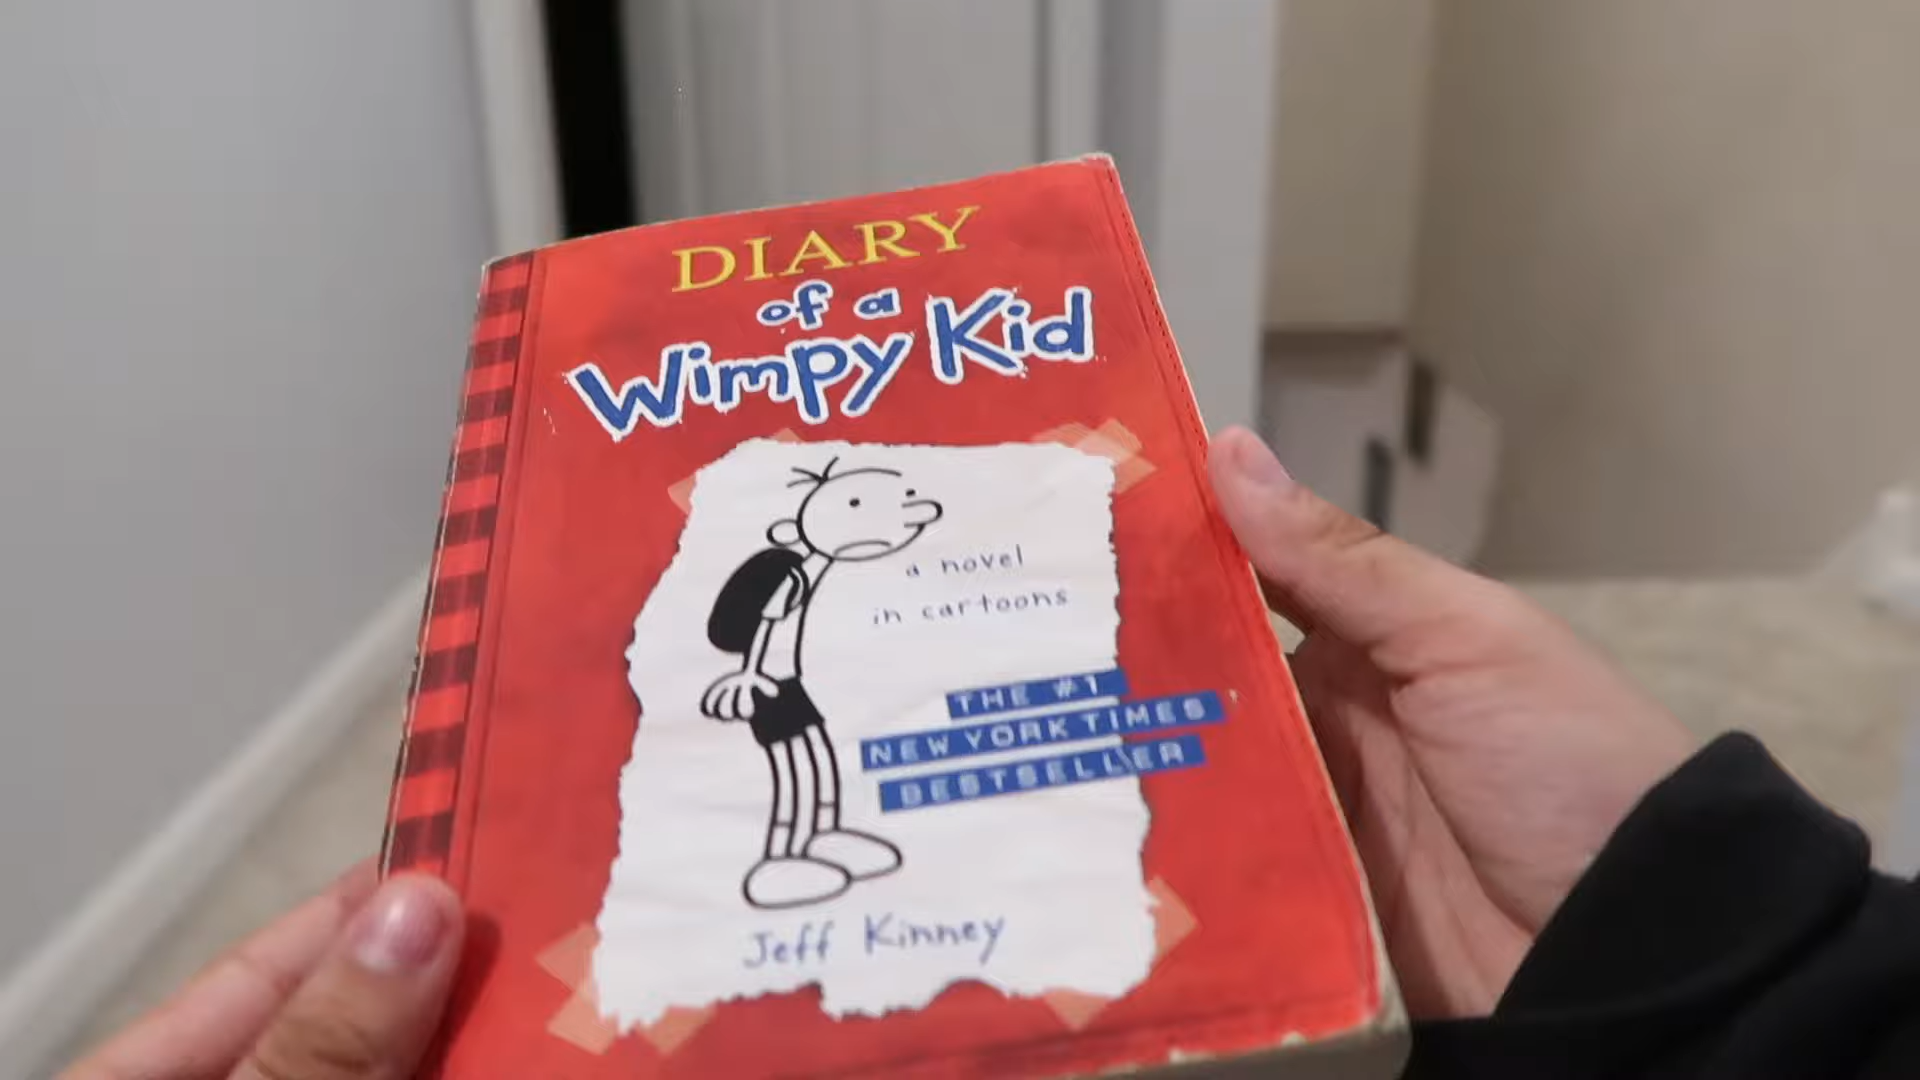 DIARY
of a
Wimpy Kid
a novel
in cartoons
THE #1
NEW YORK TIMES
BESTSELLER
Jeff Kinney